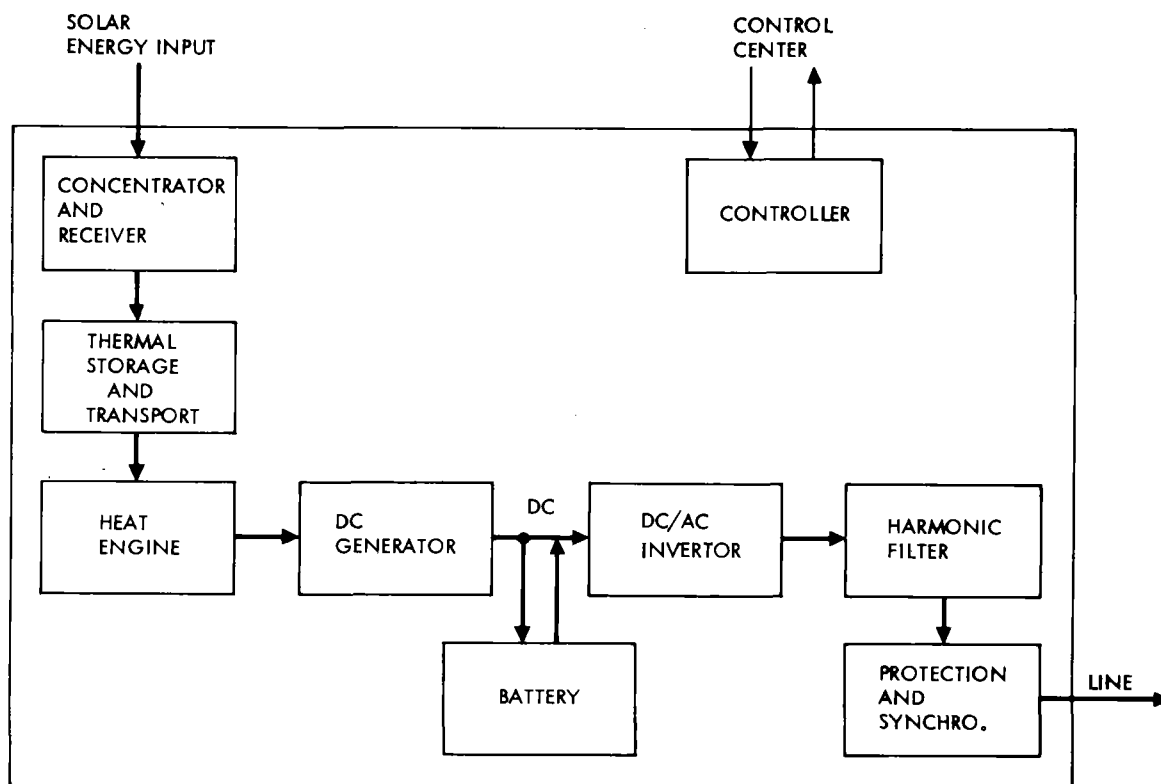 SOLAR
ENERGY INPUT
CONTROL
CENTER
CONCENTRATOR
AND
RECEIVER
CONTROLLER
THERMAL
STORAGE
AND
TRANSPORT
HEAT
ENGINE
DC
GENERATOR
DC
DC/AC
INVERTOR
HARMONIC
FILTER
BATTERY
PROTECTION
AND
SYNCHRO.
LINE